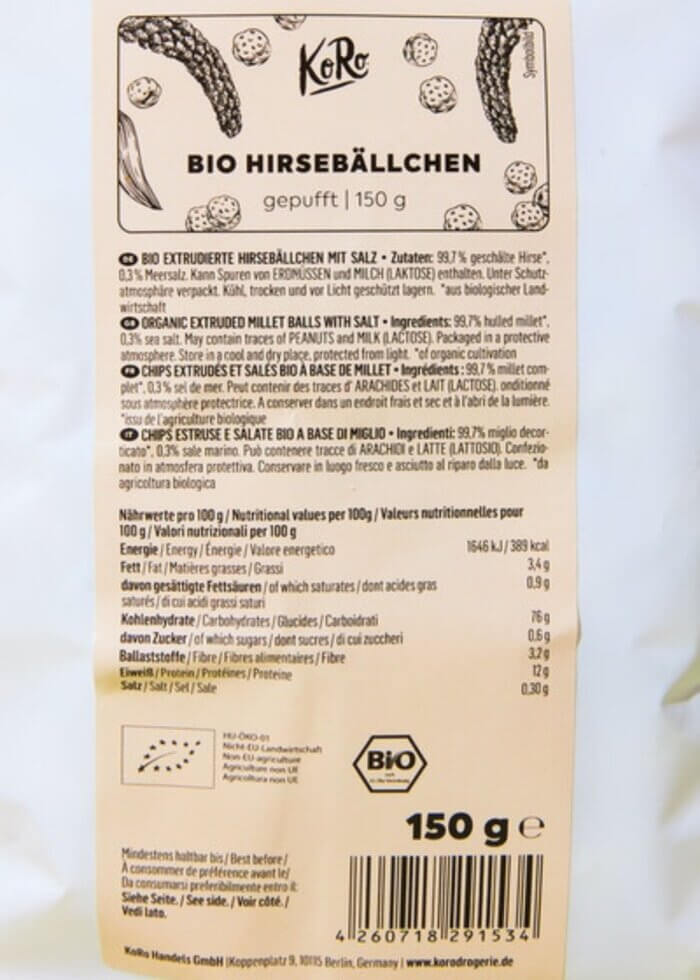 KoRo
Symbolbild
BIO HIRSEBÄLLCHEN
gepufft | 150 g
DE BIO EXTRUDIERTE HIRSEBÄLLCHEN MIT SALZ • Zutaten: 99,7% geschälte Hirse*,
0,3% Meersalz. Kann Spuren von ERDNÜSSEN und MILCH (LAKTOSE) enthalten. Unter Schutz-
atmosphäre verpackt. Kühl, trocken und vor Licht geschützt lagern. *aus biologischer Land-
wirtschaft
ORGANIC EXTRUDED MILLET BALLS WITH SALT • Ingredients: 99,7% hulled millet*,
0,3% sea salt. May contain traces of PEANUTS and MILK (LACTOSE). Packaged in a protective
atmosphere. Store in a cool and dry place, protected from light. *of organic cultivation
FR CHIPS EXTRUDÉS ET SALÉS BIO À BASE DE MILLET • Ingrédients : 99,7 % millet com-
plet*, 0,3 % sel de mer. Peut contenir des traces d' ARACHIDES et LAIT (LACTOSE). onditionné
sous atmosphère protectrice. A conserver dans un endroit frais et sec et à l'abri de la lumière.
*issu de l'agriculture biologique
IT CHIPS ESTRUSE E SALATE BIO A BASE DI MIGLIO • Ingredienti: 99,7% miglio decor-
ticato*, 0,3% sale marino. Può contenere tracce di ARACHIDI e LATTE (LATTOSIO). Confezio-
nato in atmosfera protettiva. Conservare in luogo fresco e asciutto al riparo dalla luce. *da
agricoltura biologica
Nährwerte pro 100 g / Nutritional values per 100g / Valeurs nutritionnelles pour
100 g / Valori nutrizionali per 100 g
Energie / Energy / Énergie / Valore energetico 1646 kJ / 389 kcal
Fett / Fat / Matières grasses / Grassi 3,4 g
davon gesättigte Fettsäuren / of which saturates / dont acides gras 0,9 g
saturés / di cui acidi grassi saturi
Kohlenhydrate / Carbohydrates / Glucides / Carboidrati 76 g
davon Zucker / of which sugars / dont sucres / di cui zuccheri 0,6 g
Ballaststoffe / Fibre / Fibres alimentaires / Fibre 3,2 g
Eiweiß / Protein / Protéines / Proteine 12 g
Salz / Salt / Sel / Sale 0,30 g
HU-ÖKO-01
Nicht-EU-Landwirtschaft
Non-EU-agriculture
Agriculture non UE
Agricoltura non UE
Bio
150 g e
Mindestens haltbar bis / Best before /
À consommer de préférence avant le /
Da consumarsi preferibilmente entro il:
Siehe Seite. / See side. / Voir côté. /
Vedi lato.
4 260718 291534
KoRo Handels GmbH | Koppenplatz 9, 10115 Berlin, Germany | www.korodrogerie.de